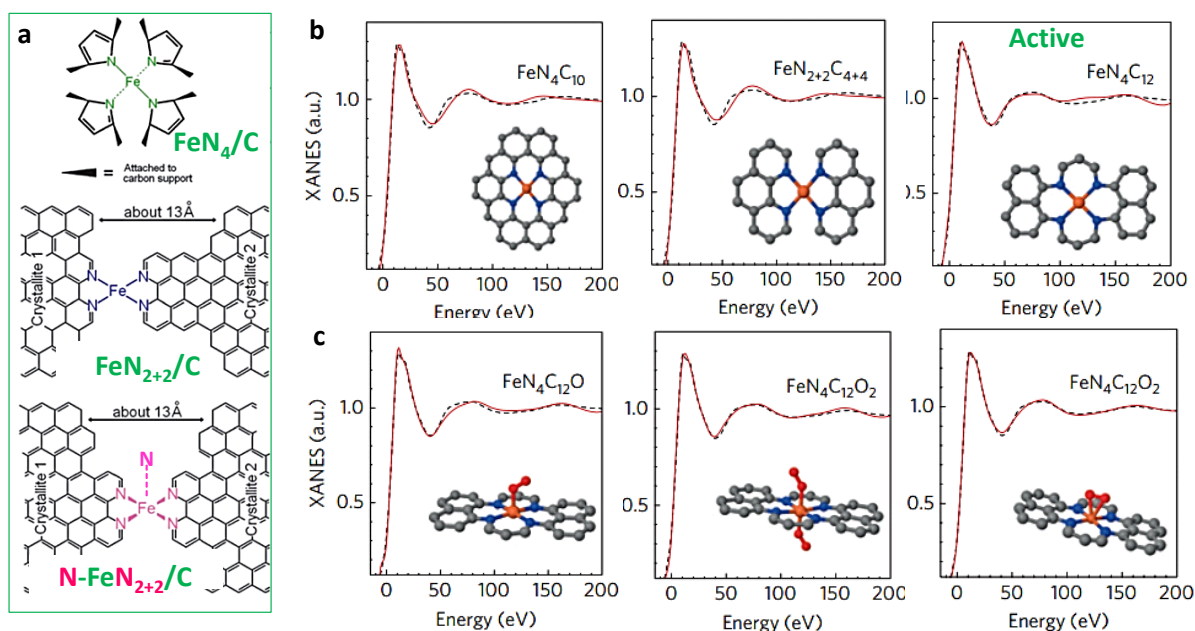 a
N
N
Fe
N
N
FeN4/C
Attached to
carbon support
about 13Å
Crystallite 1
N
N
Fe
N
N
Crystallite 2
FeN2+2/C
about 13Å
Crystallite 1
N
N
N
Fe
N
N
Crystallite 2
N-FeN2+2/C
b
XANES (a.u.)
1.0
0.5
FeN4C10
0 50 100 150 200
Energy (eV)
1.0
0.5
FeN2+2C4+4
0 50 100 150 200
Energy (eV)
Active
1.0
0.5
FeN4C12
0 50 100 150 200
Energy (eV)
c
XANES (a.u.)
1.0
0.5
FeN4C12O
0 50 100 150 200
Energy (eV)
1.0
0.5
FeN4C12O2
0 50 100 150 200
Energy (eV)
1.0
0.5
FeN4C12O2
0 50 100 150 200
Energy (eV)